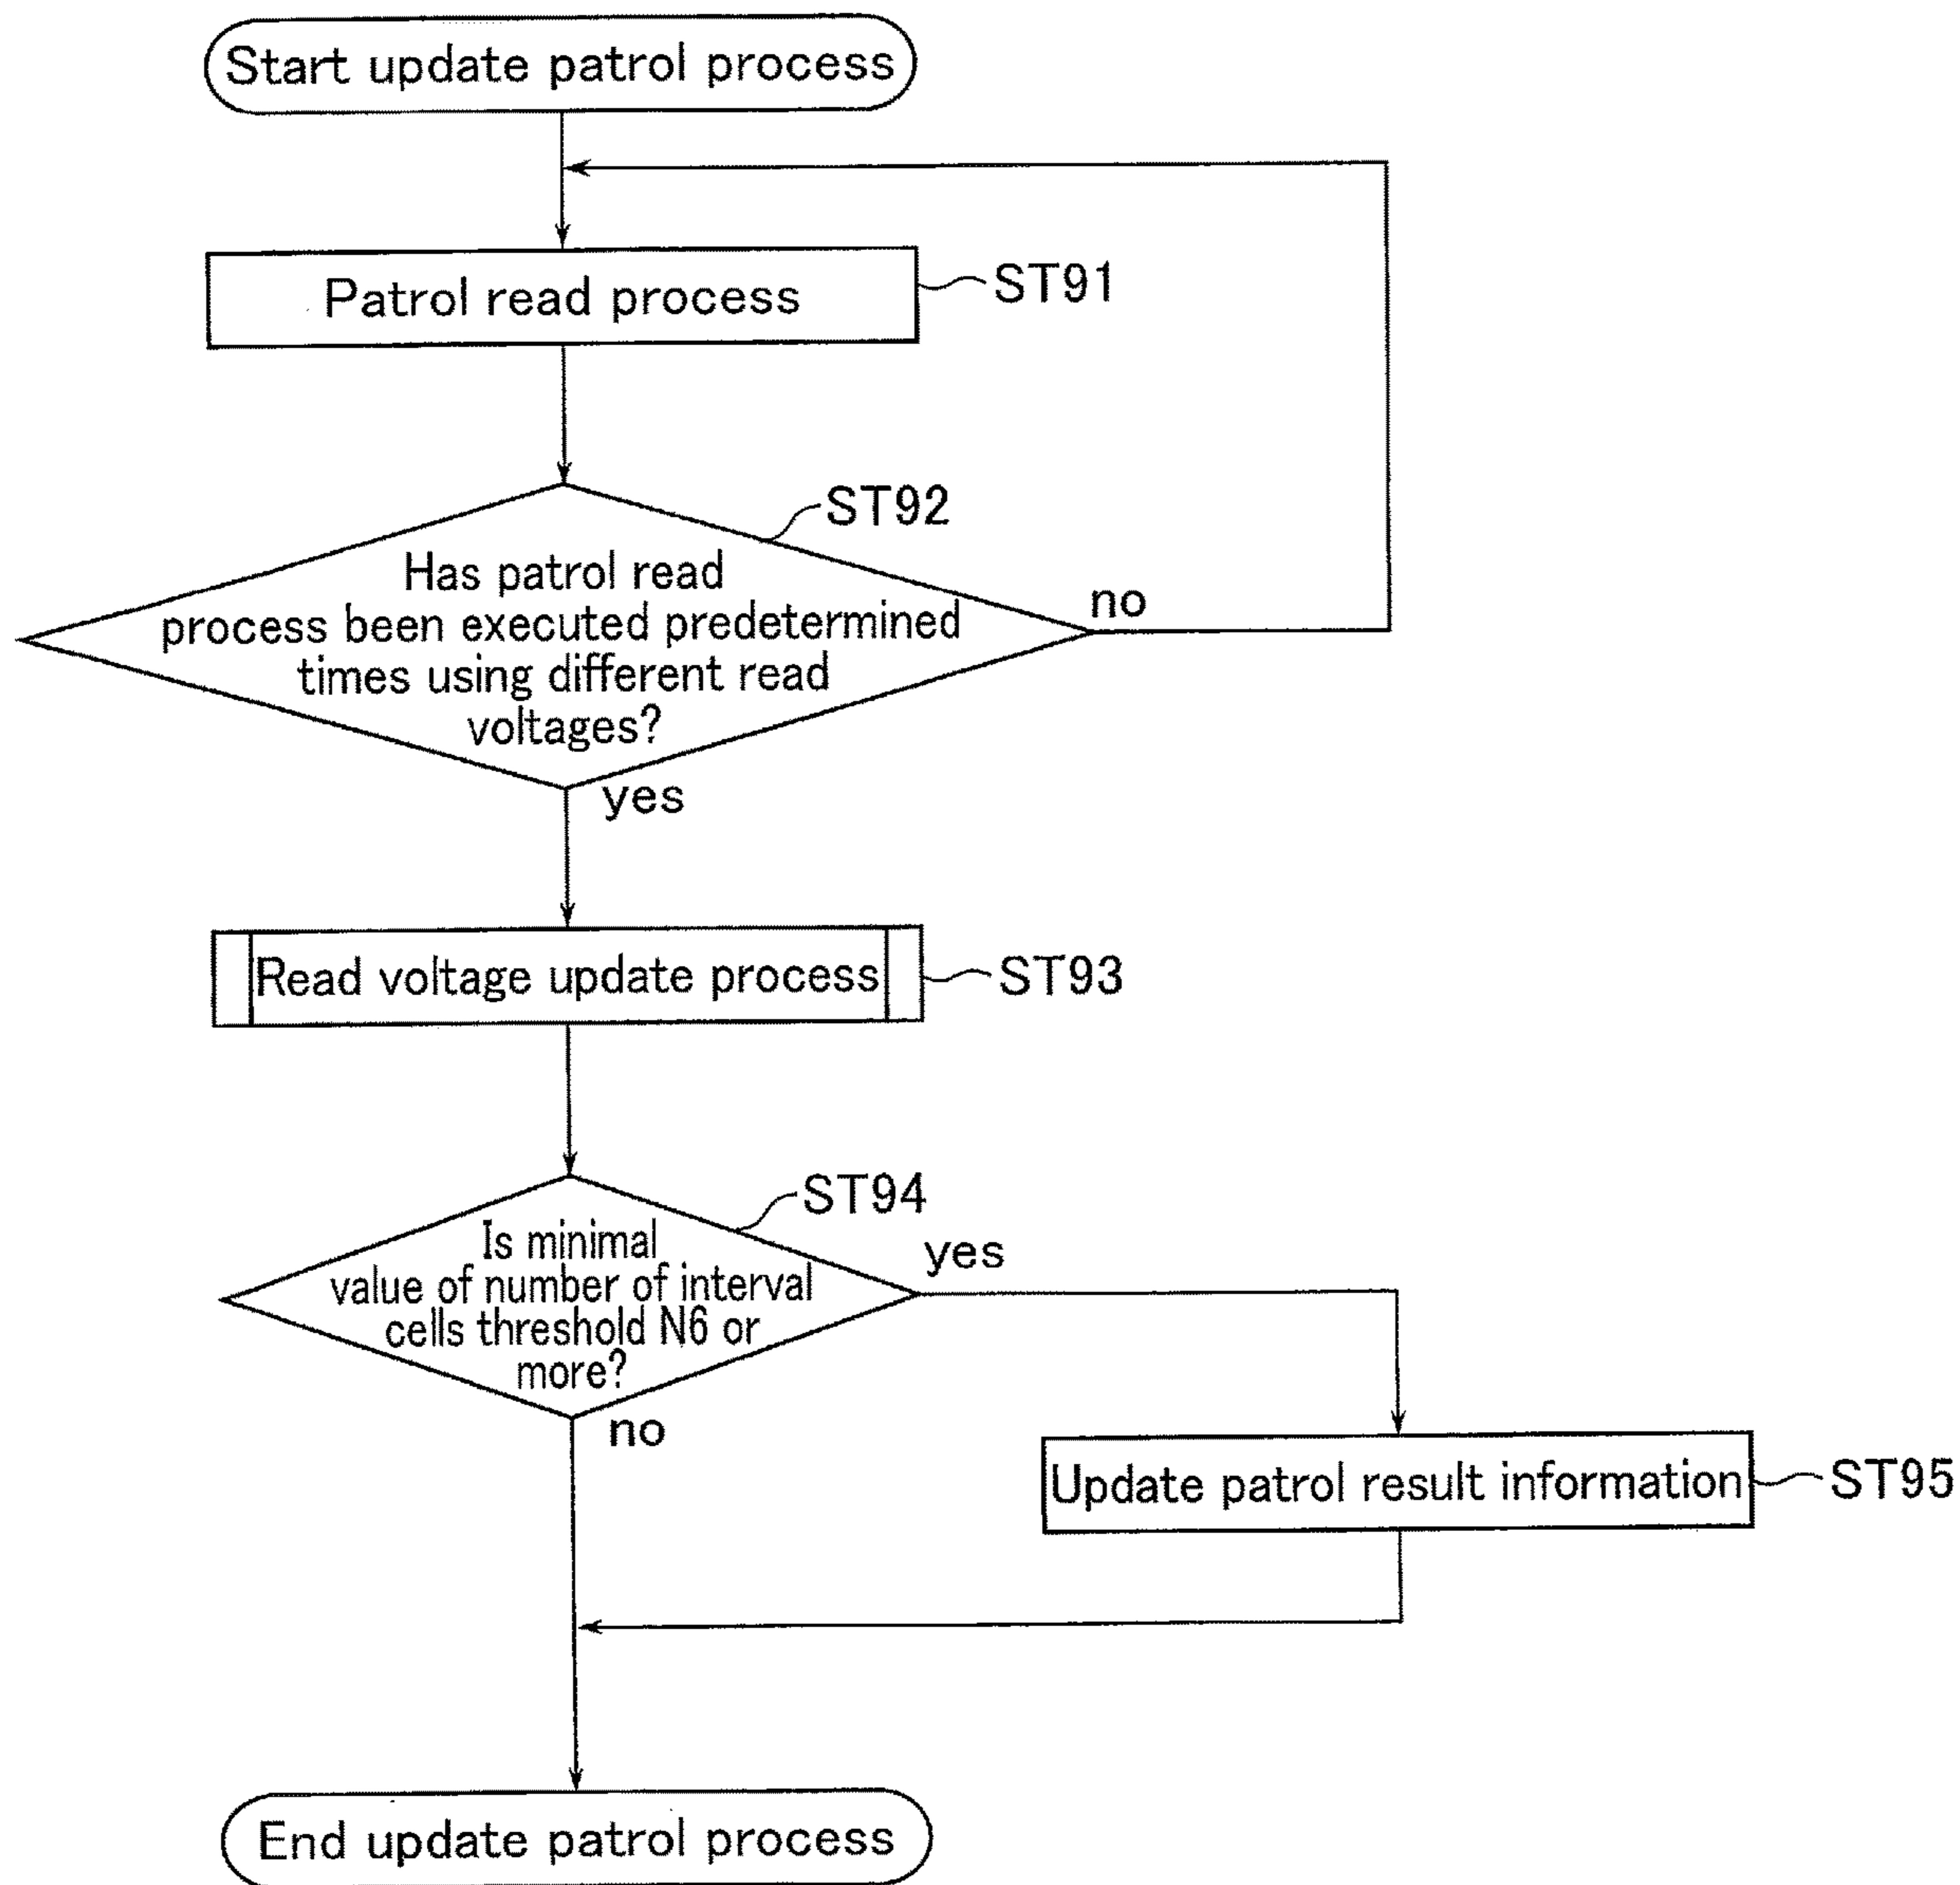 Start update patrol process
Patrol read process
ST91
ST92
Has patrol read
process been executed predetermined
times using different read
voltages?
no
yes
Read voltage update process
ST93
ST94
Is minimal
value of number of interval
cells threshold N6 or
more?
yes
no
Update patrol result information
ST95
End update patrol process